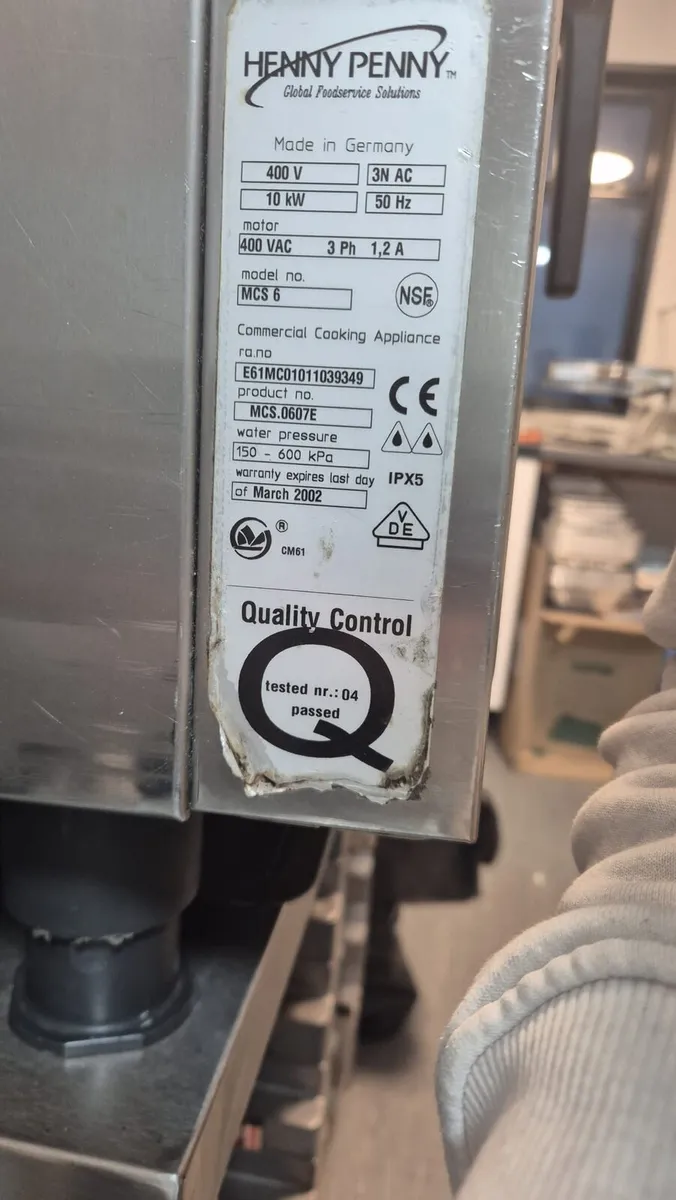 HENNY PENNY™
Global Foodservice Solutions
Made in Germany
400 V 3N AC
10 kW 50 Hz
motor
400 VAC 3 Ph 1,2 A
model no.
MCS 6
NSF®
Commercial Cooking Appliance
ra.no
E61MC01011039349
CE
product no.
MCS.0607E
water pressure
150 - 600 kPa
IPX5
warranty expires last day
of March 2002
VDE
®
CM61
Quality Control
tested nr.: 04
passed